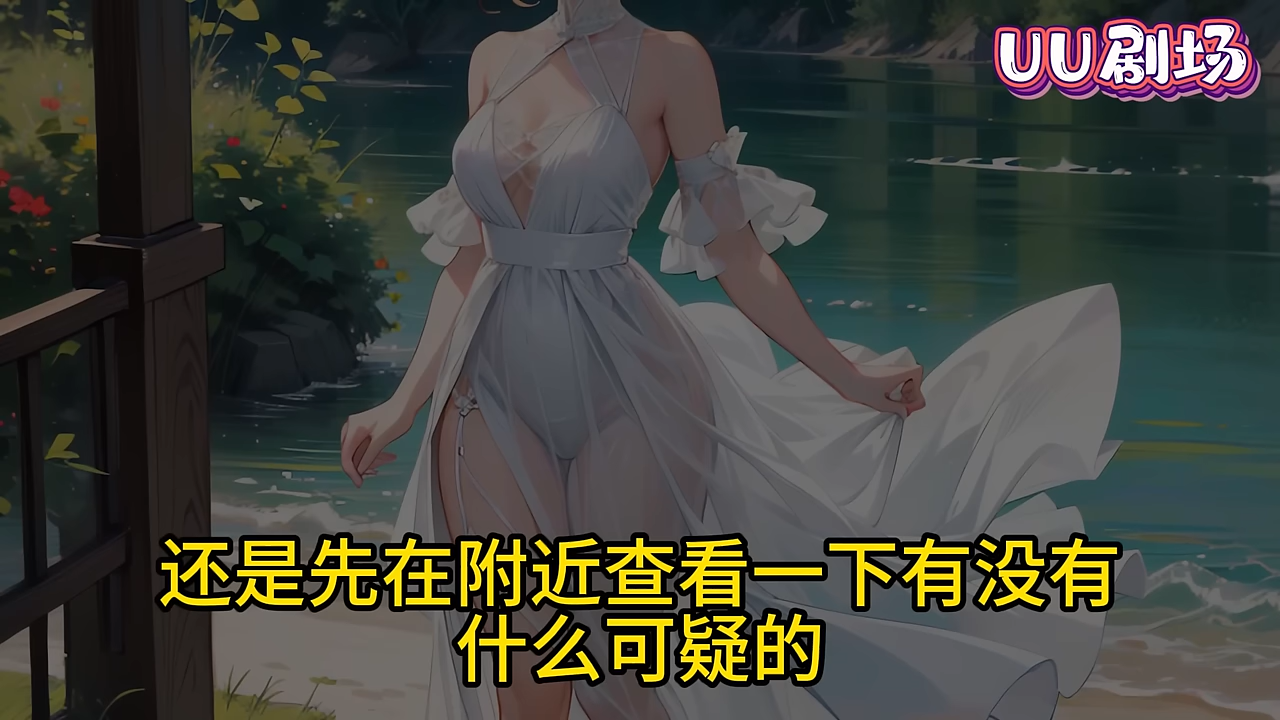 UU剧场
还是先在附近查看一下有没有
什么可疑的